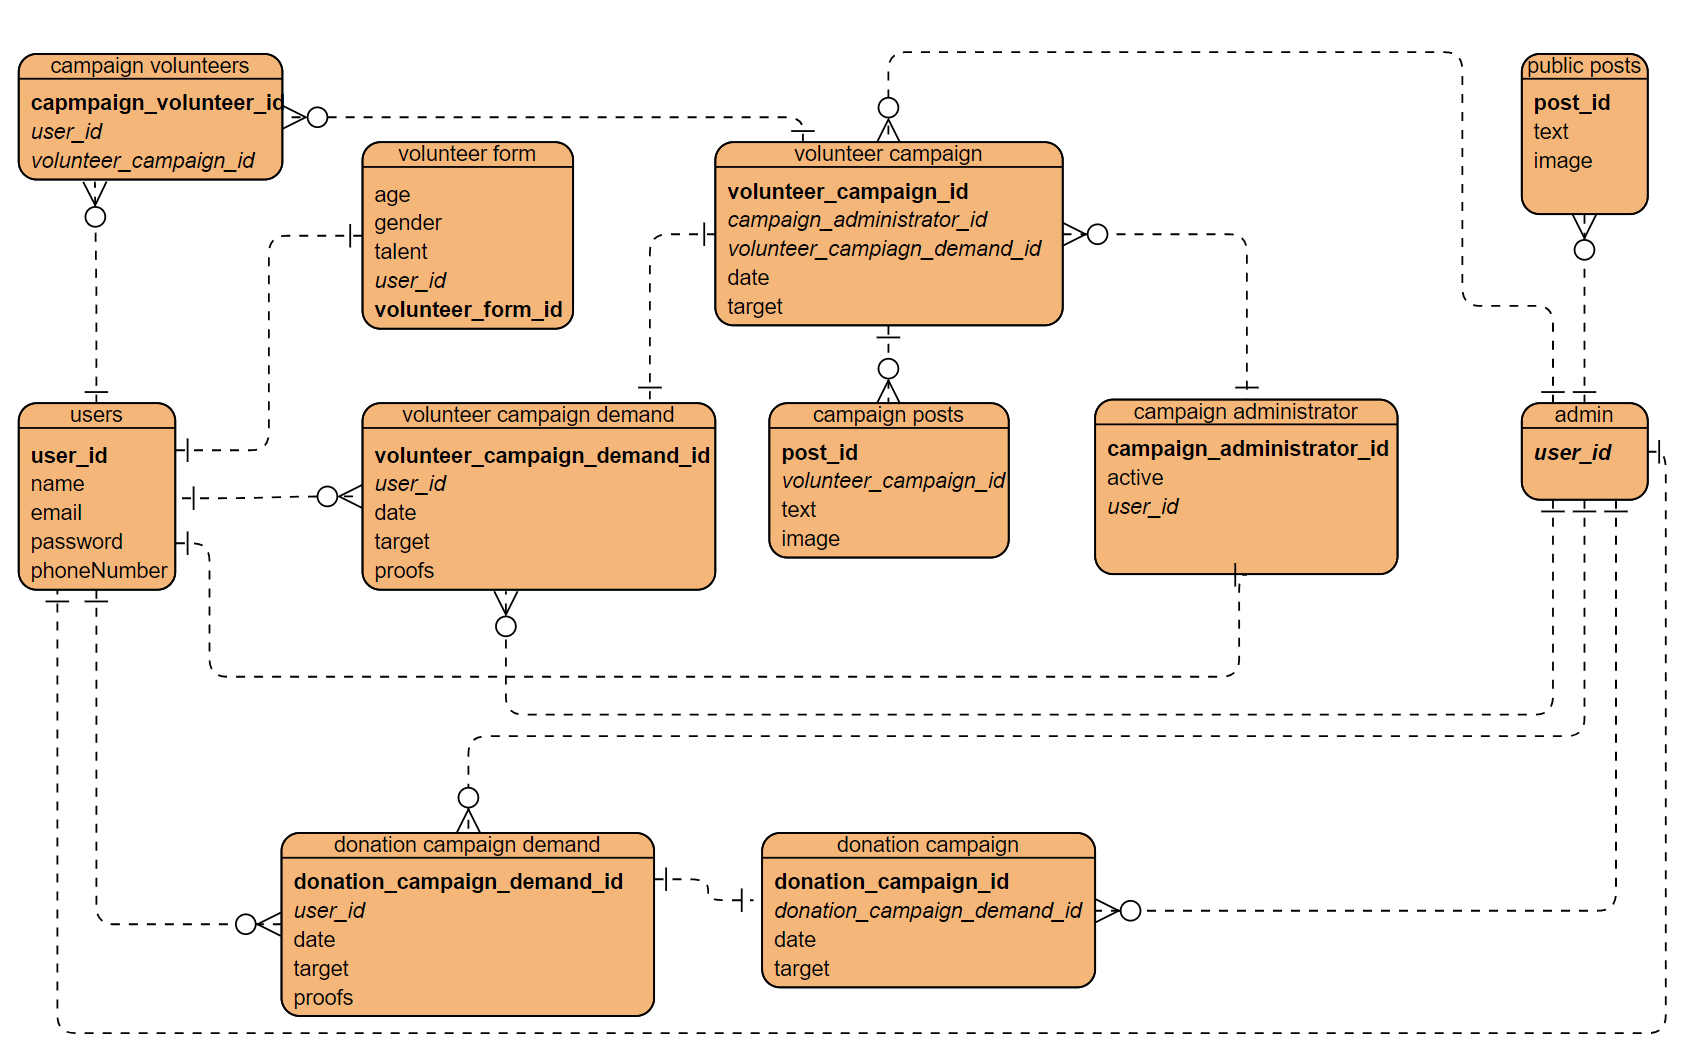 campaign volunteers
capmpaign_volunteer_id
user_id
volunteer_campaign_id
volunteer form
age
gender
talent
user_id
volunteer_form_id
volunteer campaign
volunteer_campaign_id
campaign_administrator_id
volunteer_campiagn_demand_id
date
target
public posts
post_id
text
image
users
user_id
name
email
password
phoneNumber
volunteer campaign demand
volunteer_campaign_demand_id
user_id
date
target
proofs
campaign posts
post_id
volunteer_campaign_id
text
image
campaign administrator
campaign_administrator_id
active
user_id
admin
user_id
donation campaign demand
donation_campaign_demand_id
user_id
date
target
proofs
donation campaign
donation_campaign_id
donation_campaign_demand_id
date
target